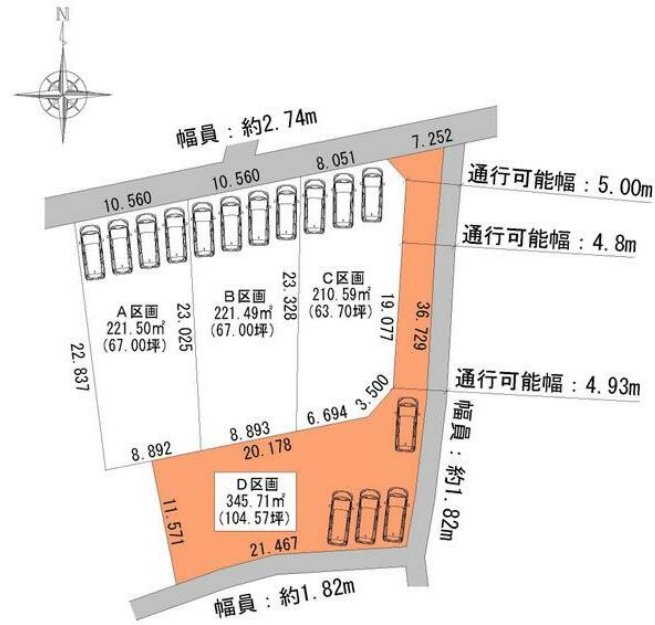 N
幅員：約2.74m
7.252
8.051
10.560
10.560
通行可能幅：5.00m
通行可能幅：4.8m
A区画
221.50㎡
(67.00坪)
B区画
221.49㎡
(67.00坪)
C区画
210.59㎡
(63.70坪)
22.837
23.025
23.328
19.077
36.729
通行可能幅：4.93m
3.500
6.694
8.893
8.892
20.178
幅員：約1.82m
D区画
345.71㎡
(104.57坪)
11.571
21.467
幅員：約1.82m